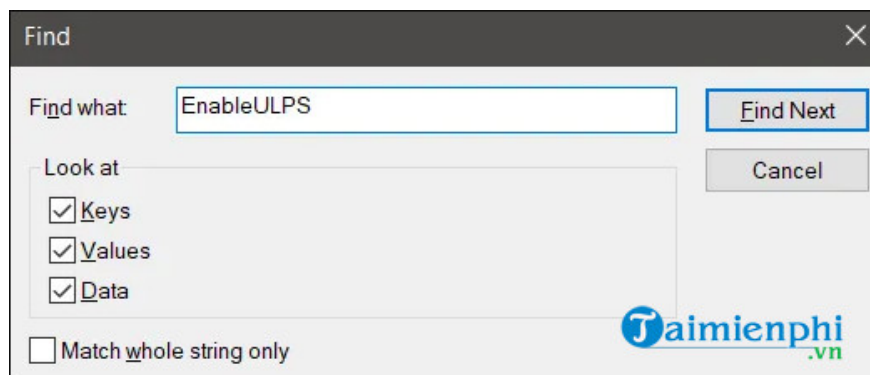 Find
Find what:
EnableULPS
Find Next
Cancel
Look at
Keys
Values
Data
Match whole string only
Taimienphi
.vn